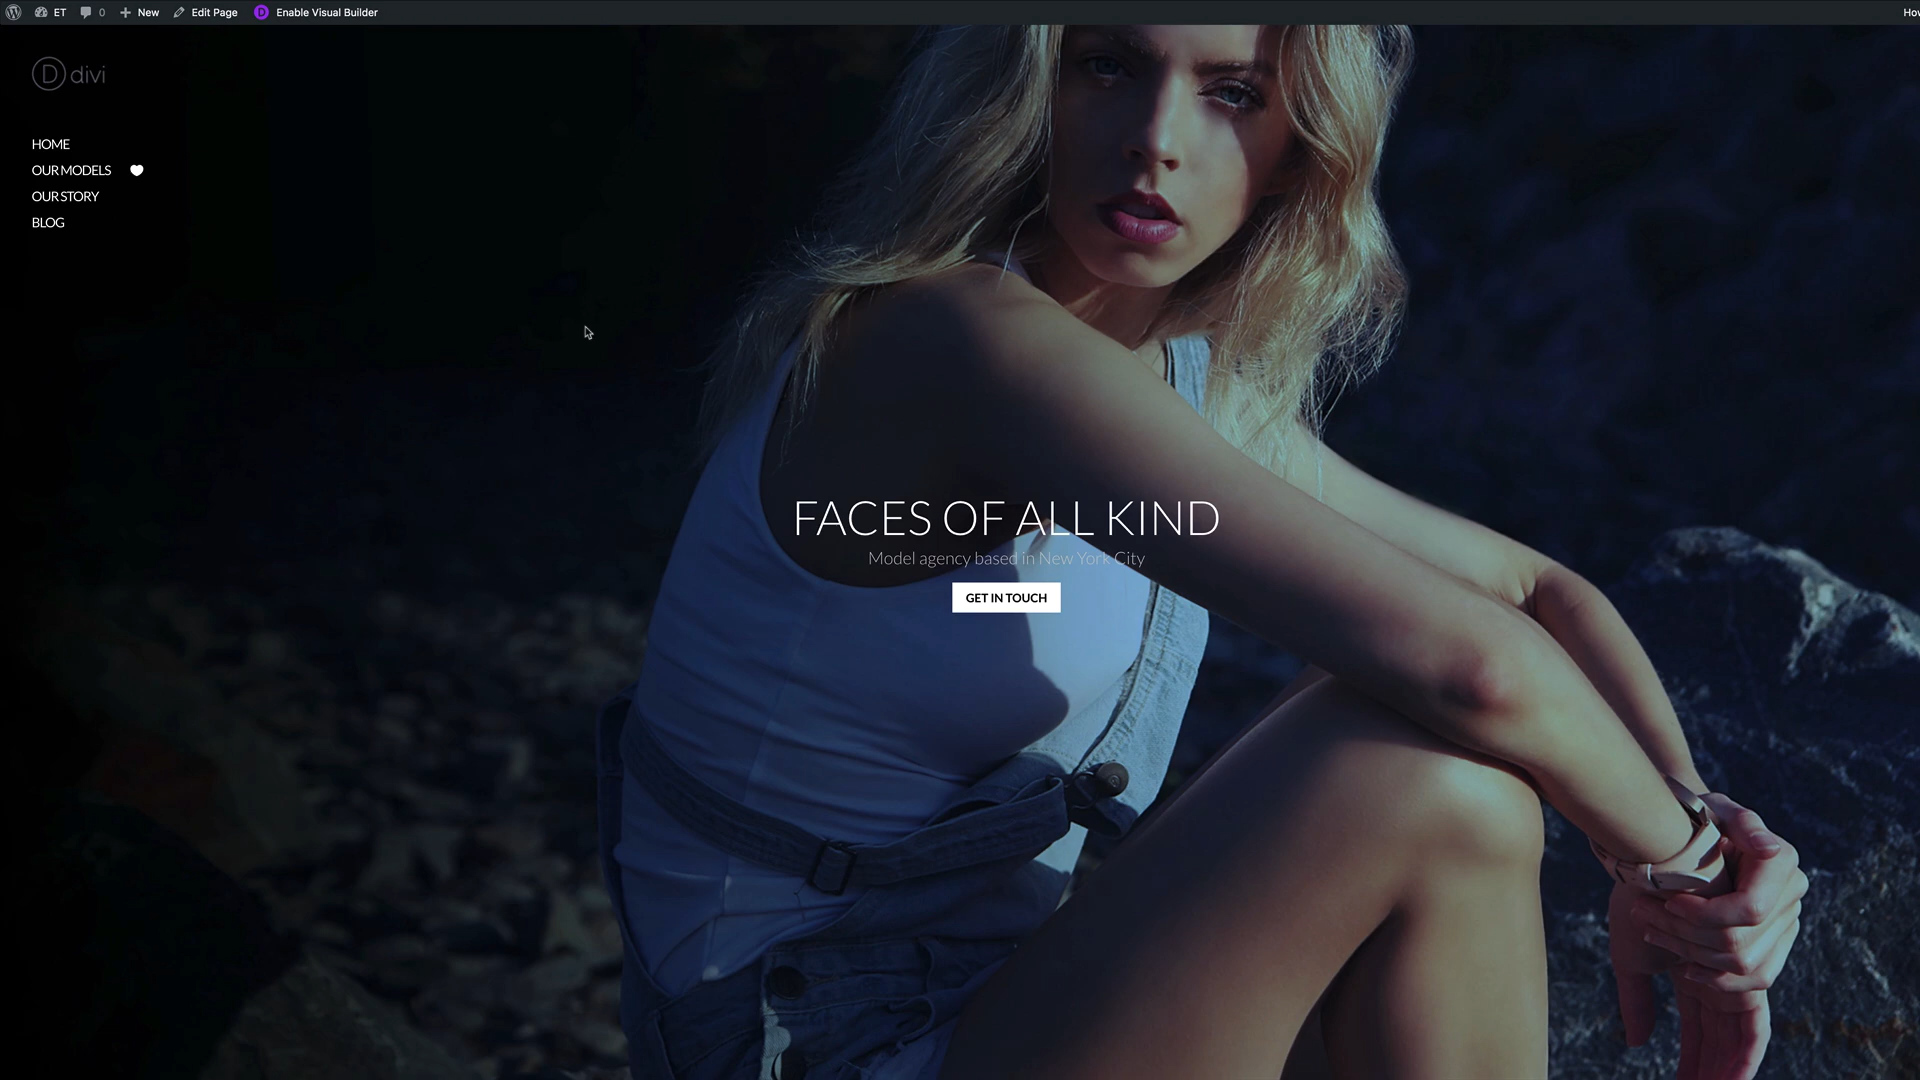 ET 0 New Edit Page D Enable Visual Builder How
D divi
HOME
OUR MODELS
OUR STORY
BLOG
FACES OF ALL KIND
Model agency based in New York City
GET IN TOUCH